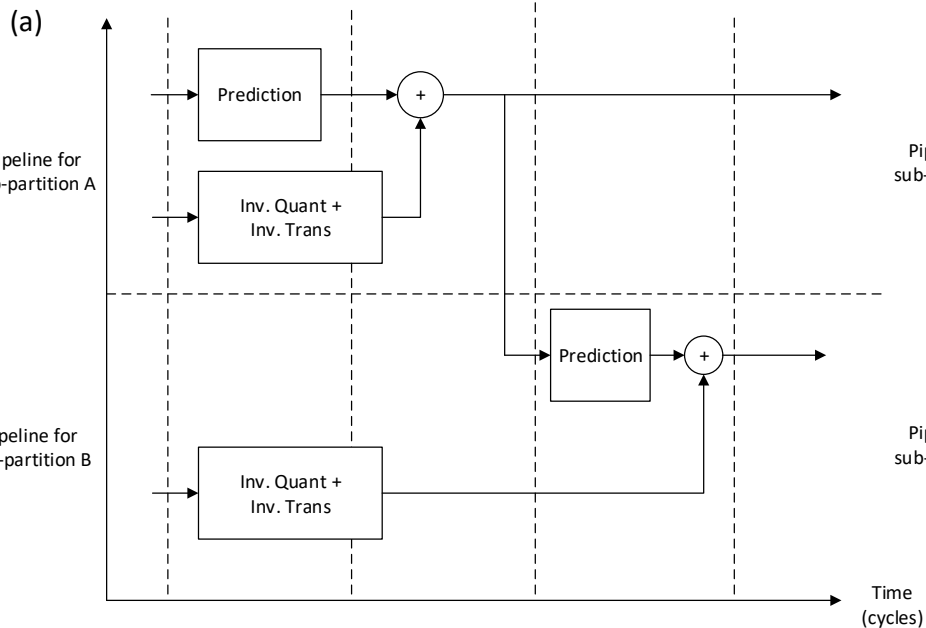 (a)
Prediction
+
peline for
-partition A
Inv. Quant +
Inv. Trans
Pip
sub-
Prediction
+
peline for
-partition B
Inv. Quant +
Inv. Trans
Pip
sub-
Time
(cycles)